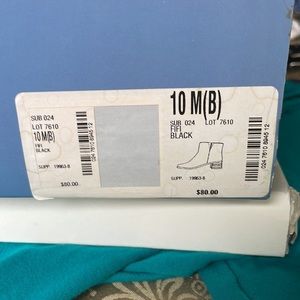 SUB 024
LOT 7610
10 M(B)
FIFI
BLACK
SUPP. 19963-8
$80.00
10 M(B)
SUB 024 LOT 7610
FIFI
BLACK
SUPP. 19963-8
$80.00